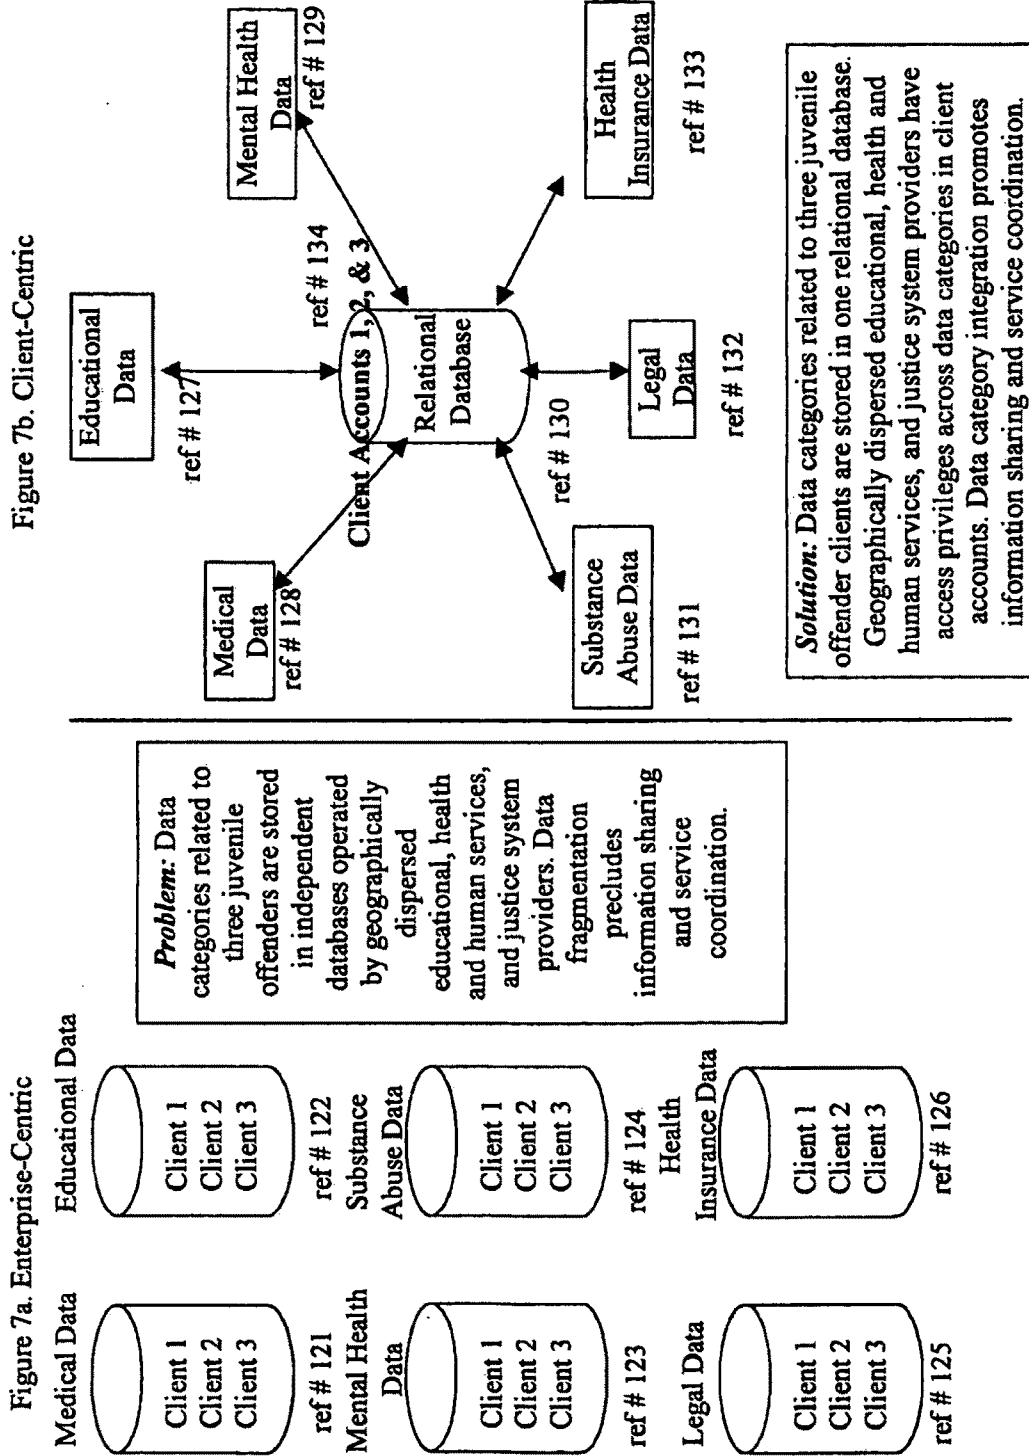 Figure 7a. Enterprise-Centric
Medical Data
Educational Data
Client 1
Client 2
Client 3
Client 1
Client 2
Client 3
ref # 121
ref # 122
Mental Health
Data
Substance
Abuse Data
Client 1
Client 2
Client 3
Client 1
Client 2
Client 3
ref # 123
ref # 124
Legal Data
Health
Insurance Data
Client 1
Client 2
Client 3
Client 1
Client 2
Client 3
ref # 125
ref # 126
Problem: Data
categories related to
three juvenile
offenders are stored
in independent
databases operated
by geographically
dispersed
educational, health
and human services,
and justice system
providers. Data
fragmentation
precludes
information sharing
and service
coordination.
Figure 7b. Client-Centric
Educational
Data
ref # 127
Medical
Data
ref # 128
Mental Health
Data
ref # 129
ref # 134
Client Accounts 1, 2, & 3
Relational
Database
ref # 130
Substance
Abuse Data
ref # 131
Legal
Data
ref # 132
Health
Insurance Data
ref # 133
Solution: Data categories related to three juvenile
offender clients are stored in one relational database.
Geographically dispersed educational, health and
human services, and justice system providers have
access privileges across data categories in client
accounts. Data category integration promotes
information sharing and service coordination.